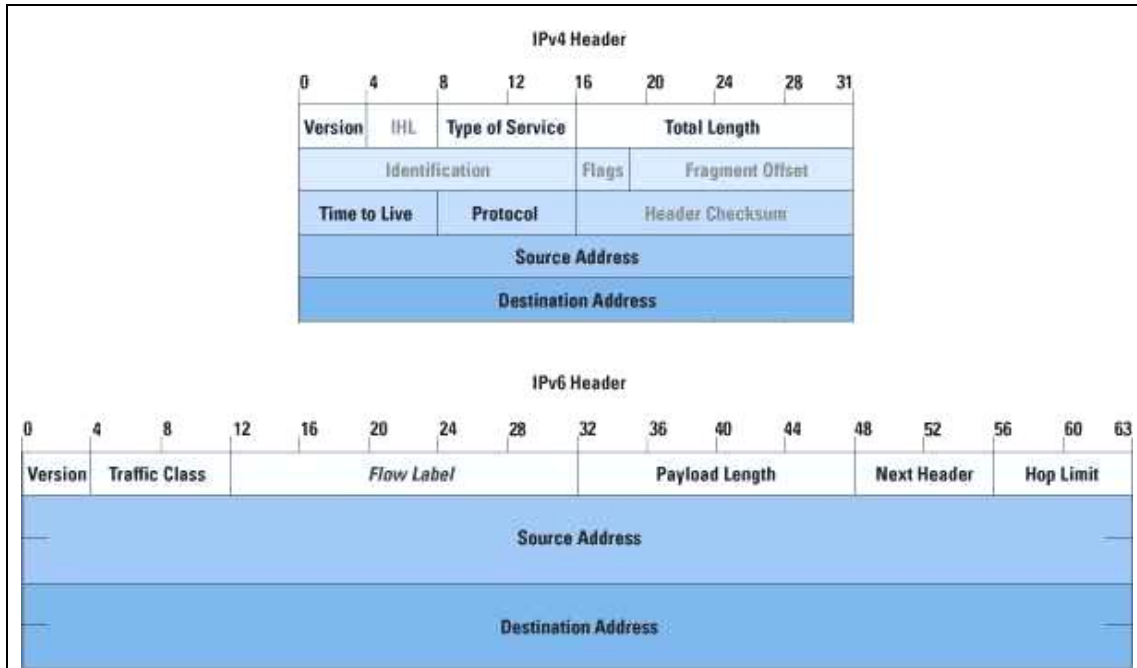 IPv4 Header
0 4 8 12 16 20 24 28 31
Version IHL Type of Service Total Length
Identification Flags Fragment Offset
Time to Live Protocol Header Checksum
Source Address
Destination Address
IPv6 Header
0 4 8 12 16 20 24 28 32 36 40 44 48 52 56 60 63
Version Traffic Class Flow Label Payload Length Next Header Hop Limit
Source Address
Destination Address